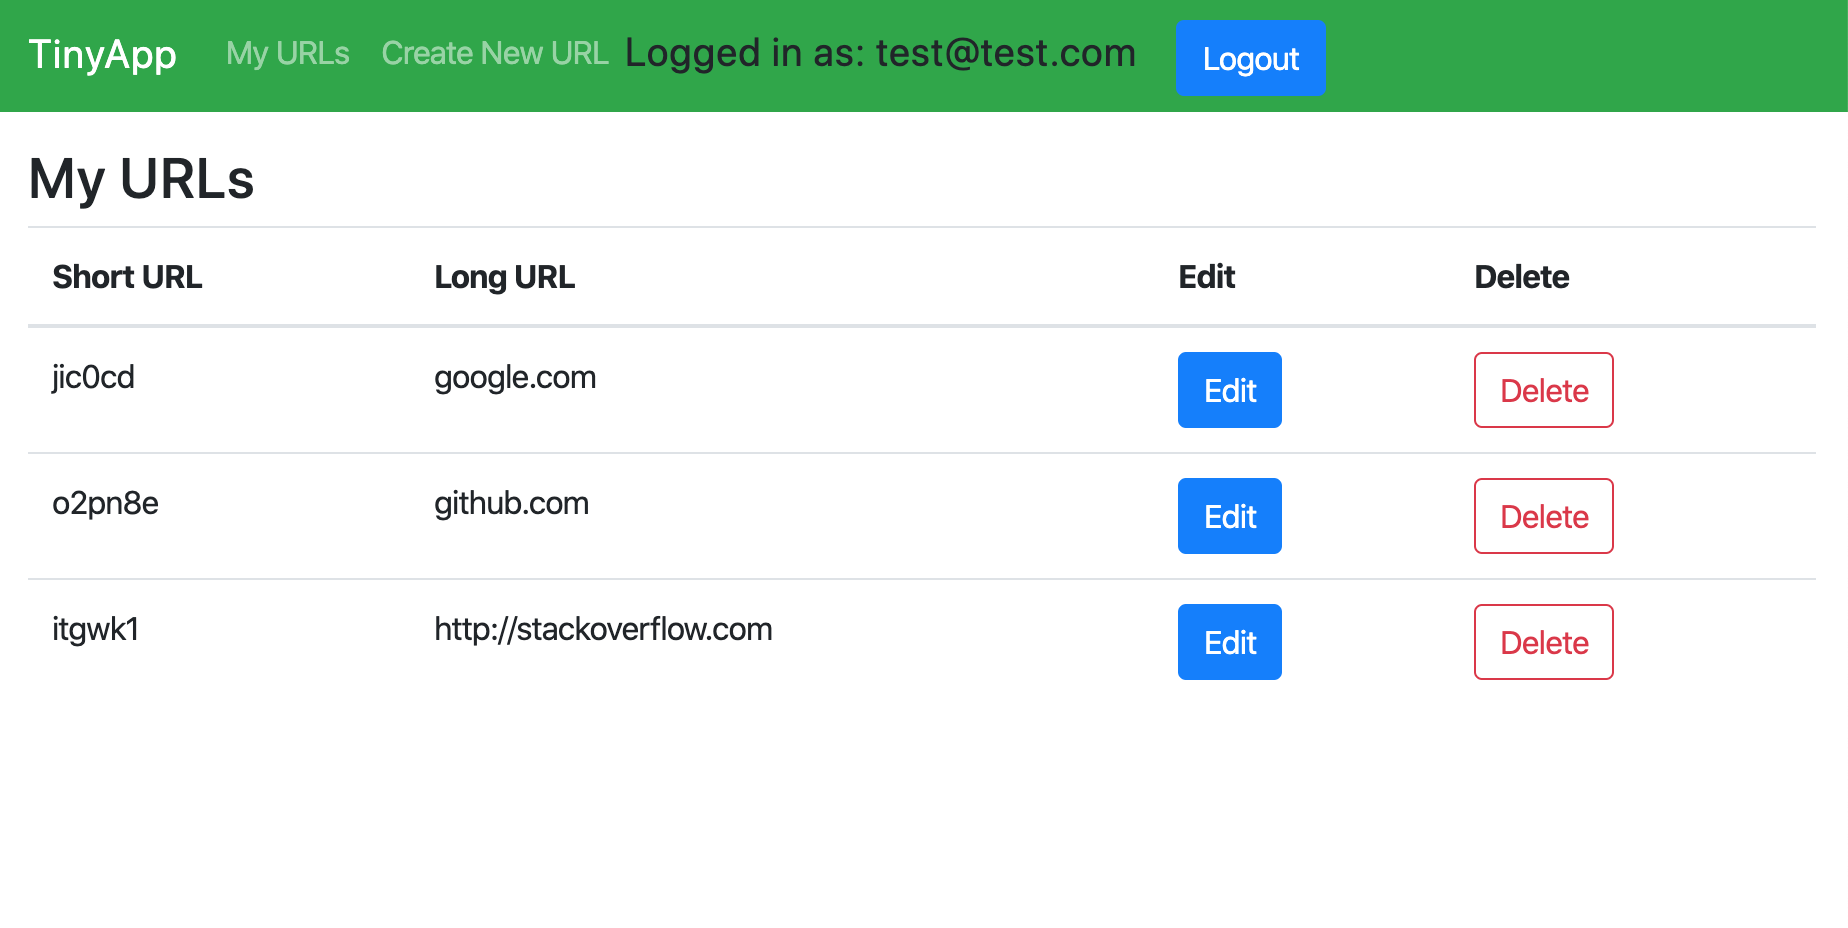 TinyApp My URLs Create New URL Logged in as: test@test.com Logout
My URLs
Short URL Long URL Edit Delete
jic0cd google.com Edit Delete
o2pn8e github.com Edit Delete
itgwk1 http://stackoverflow.com Edit Delete